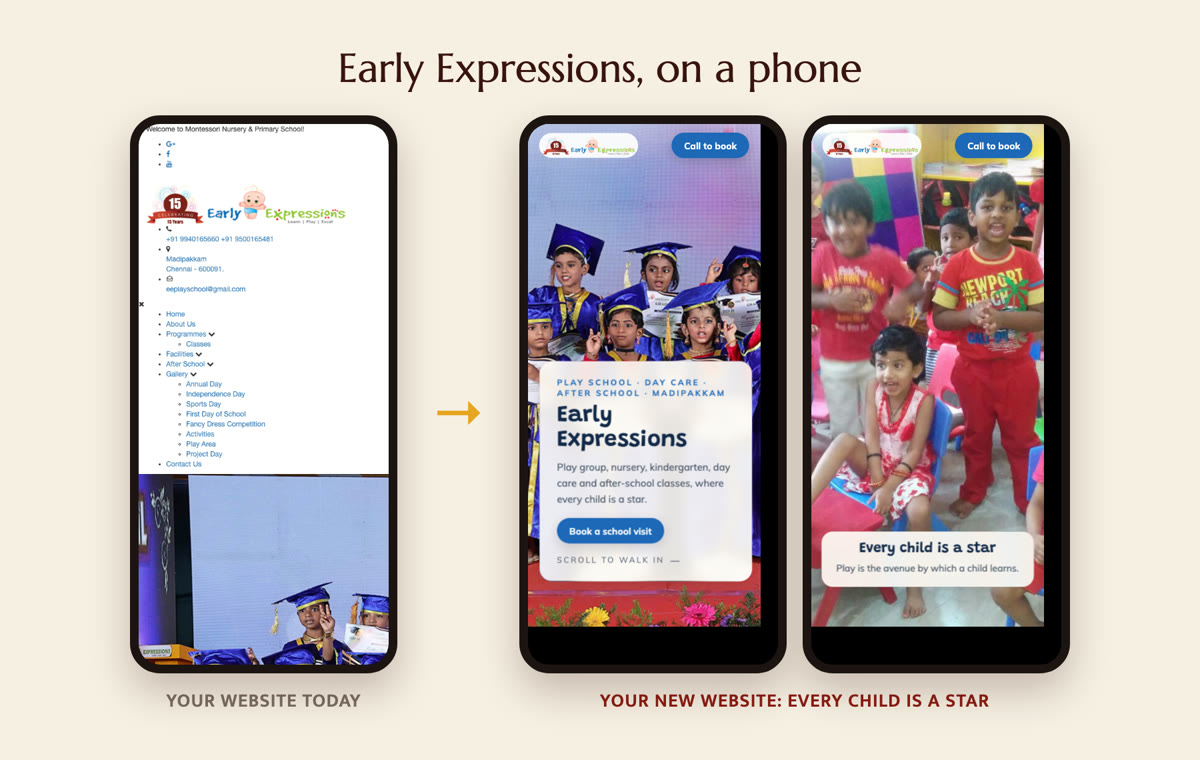 Early Expressions, on a phone
Welcome to Montessori Nursery & Primary School!
G+
f
15
CELEBRATING
15 Years
Early Expressions
Learn | Play | Excel
+91 9940165660 +91 9500165481
Madipakkam
Chennai - 600091.
eeplayschool@gmail.com
Home
About Us
Programmes
Classes
Facilities
After School
Gallery
Annual Day
Independence Day
Sports Day
First Day of School
Fancy Dress Competition
Activities
Play Area
Project Day
Contact Us
YOUR WEBSITE TODAY
15
Early Expressions
Call to book
PLAY SCHOOL · DAY CARE ·
AFTER SCHOOL · MADIPAKKAM
Early
Expressions
Play group, nursery, kindergarten, day
care and after-school classes, where
every child is a star.
Book a school visit
SCROLL TO WALK IN —
15
Early Expressions
Call to book
NEWPORT
Every child is a star
Play is the avenue by which a child learns.
YOUR NEW WEBSITE: EVERY CHILD IS A STAR